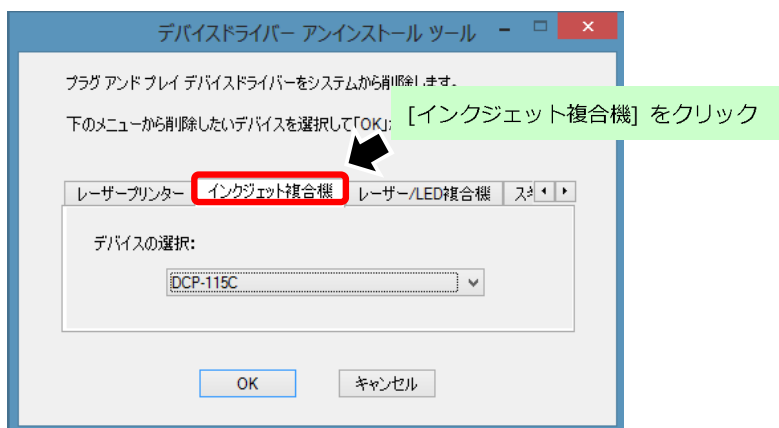 デバイスドライバー アンインストール ツール
プラグ アンド プレイ デバイスドライバーをシステムから削除します。
下のメニューから削除したいデバイスを選択して「OK」
[インクジェット複合機] をクリック
レーザープリンター インクジェット複合機 レーザー/LED複合機 スキ
デバイスの選択:
DCP-115C
OK キャンセル